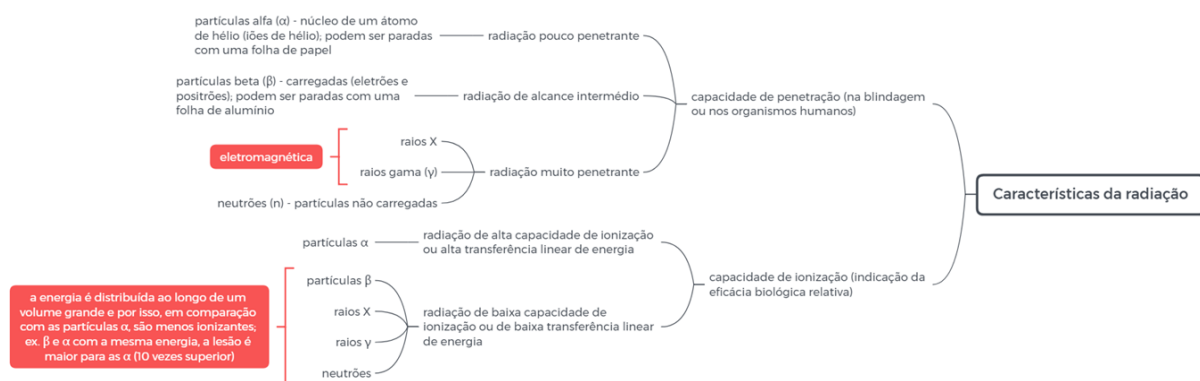 Características da radiação
capacidade de penetração (na blindagem
ou nos organismos humanos)
radiação pouco penetrante
partículas alfa (α) - núcleo de um átomo
de hélio (iões de hélio); podem ser paradas
com uma folha de papel
radiação de alcance intermédio
partículas beta (β) - carregadas (eletrões e
positrões); podem ser paradas com uma
folha de alumínio
radiação muito penetrante
raios X
raios gama (γ)
eletromagnética
neutrões (n) - partículas não carregadas
capacidade de ionização (indicação da
eficácia biológica relativa)
radiação de alta capacidade de ionização
ou alta transferência linear de energia
partículas α
radiação de baixa capacidade de
ionização ou de baixa transferência linear
de energia
partículas β
raios X
raios γ
neutrões
a energia é distribuída ao longo de um
volume grande e por isso, em comparação
com as partículas α, são menos ionizantes;
ex. β e α com a mesma energia, a lesão é
maior para as α (10 vezes superior)